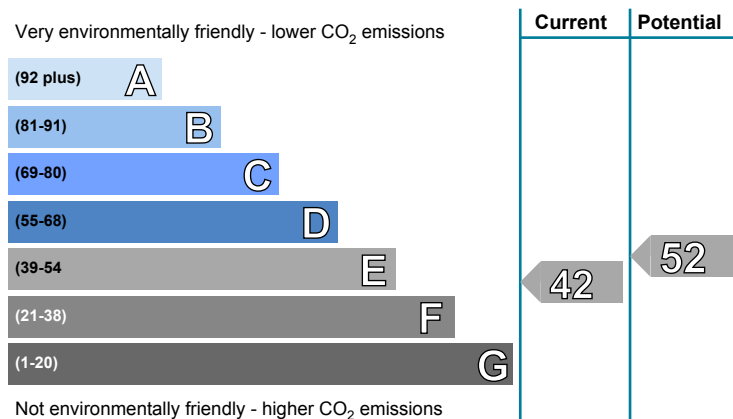 Very environmentally friendly - lower CO₂ emissions
Current
Potential
(92 plus) A
(81-91) B
(69-80) C
(55-68) D
(39-54 E
(21-38) F
(1-20) G
42
52
Not environmentally friendly - higher CO₂ emissions